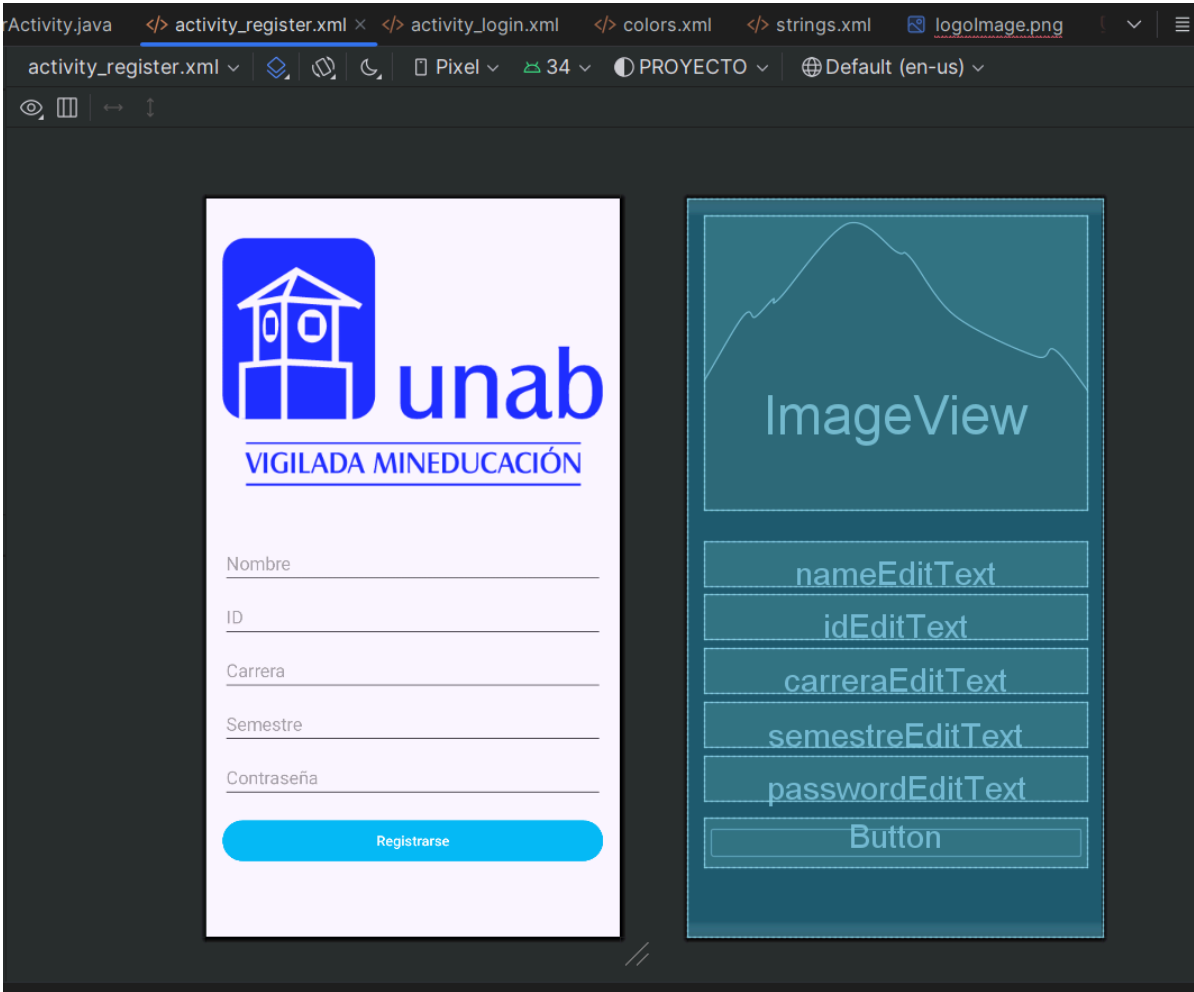 rActivity.java activity_register.xml activity_login.xml colors.xml strings.xml logoImage.png
activity_register.xml Pixel 34 PROYECTO Default (en-us)
unab
VIGILADA MINEDUCACIÓN
Nombre
ID
Carrera
Semestre
Contraseña
Registrarse
ImageView
nameEditText
idEditText
carreraEditText
semestreEditText
passwordEditText
Button